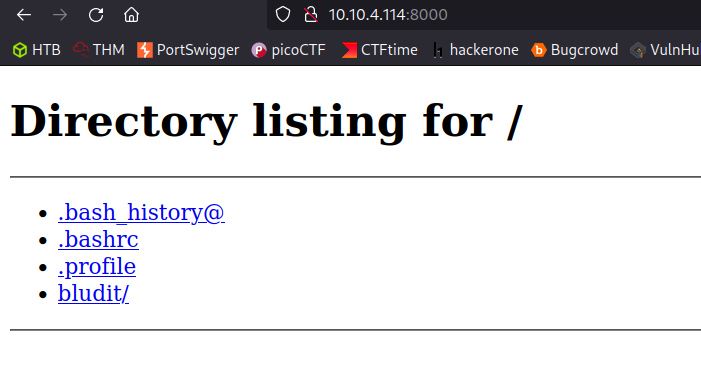 10.10.4.114:8000
HTB THM PortSwigger picoCTF CTFtime hackerone Bugcrowd VulnHu
Directory listing for /
.bash_history@
.bashrc
.profile
bludit/